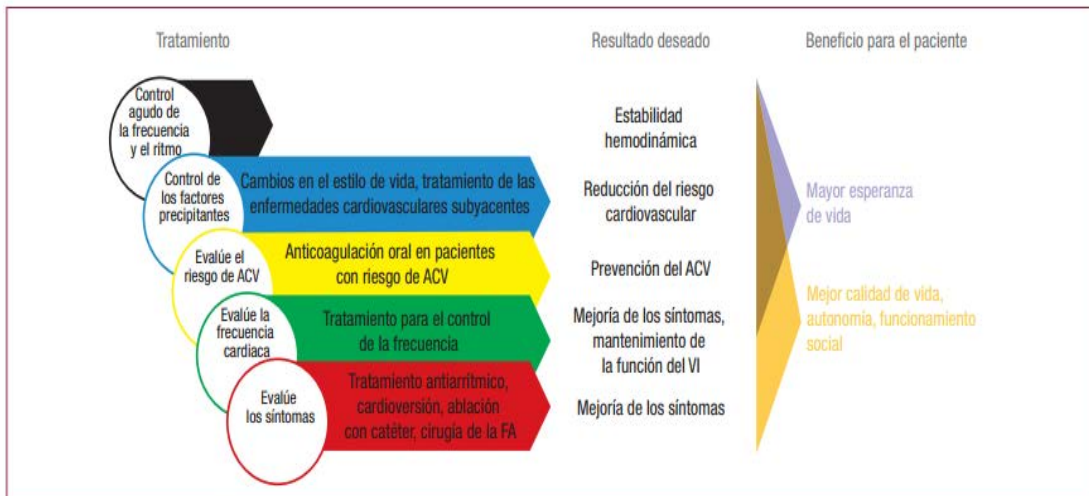 Tratamiento
Resultado deseado
Beneficio para el paciente
Control
agudo de
la frecuencia
y el ritmo
Estabilidad
hemodinámica
Control de
los factores
precipitantes
Cambios en el estilo de vida, tratamiento de las
enfermedades cardiovasculares subyacentes
Reducción del riesgo
cardiovascular
Mayor esperanza
de vida
Evalúe el
riesgo de ACV
Anticoagulación oral en pacientes
con riesgo de ACV
Prevención del ACV
Evalúe la
frecuencia
cardiaca
Tratamiento para el control
de la frecuencia
Mejoría de los síntomas,
mantenimiento de
la función del VI
Mejor calidad de vida,
autonomía, funcionamiento
social
Evalúe
los síntomas
Tratamiento antiarrítmico,
cardioversión, ablación
con catéter, cirugía de la FA
Mejoría de los síntomas